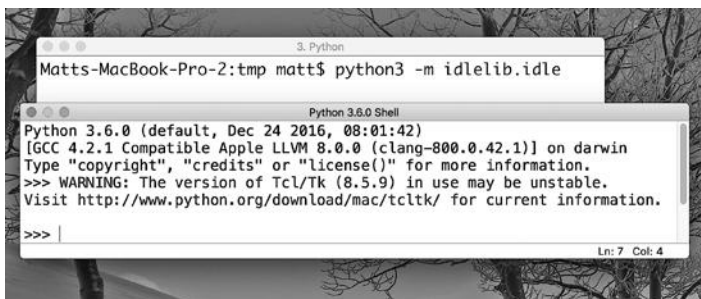 3. Python
Matts-MacBook-Pro-2:tmp matt$ python3 -m idlelib.idle
Python 3.6.0 Shell
Python 3.6.0 (default, Dec 24 2016, 08:01:42)
[GCC 4.2.1 Compatible Apple LLVM 8.0.0 (clang-800.0.42.1)] on darwin
Type "copyright", "credits" or "license()" for more information.
>>> WARNING: The version of Tcl/Tk (8.5.9) in use may be unstable.
Visit http://www.python.org/download/mac/tcltk/ for current information.
>>>
Ln: 7 Col: 4